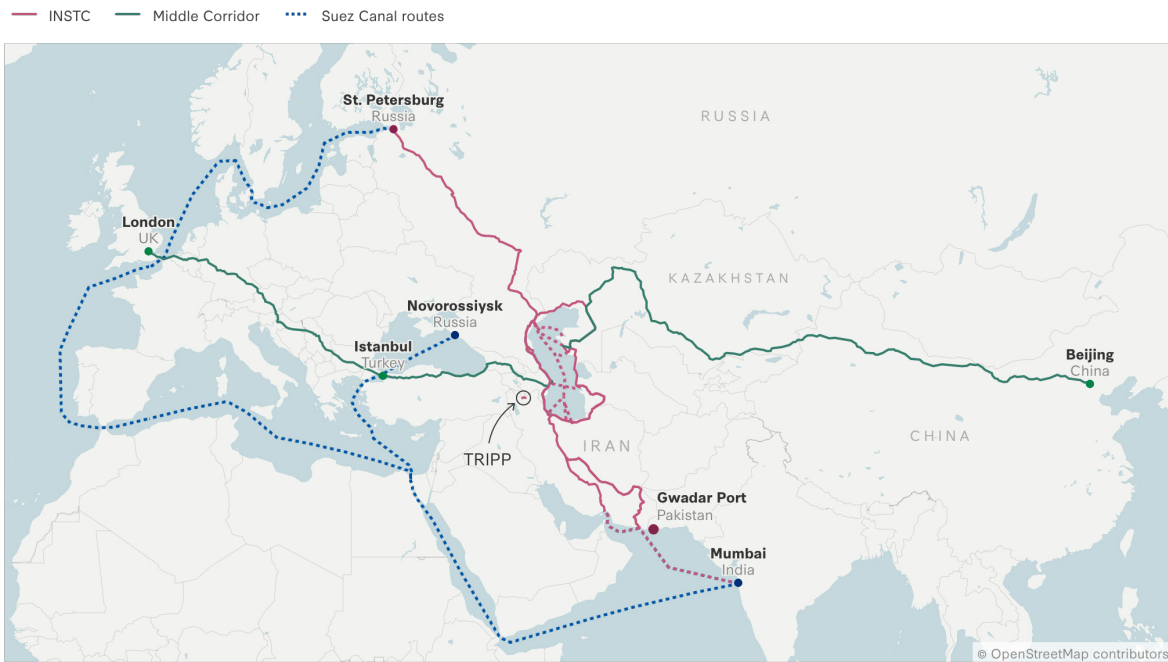 INSTC
Middle Corridor
Suez Canal routes
St. Petersburg
Russia
RUSSIA
London
UK
KAZAKHSTAN
Novorossiysk
Russia
Istanbul
Turkey
Beijing
China
TRIPP
IRAN
CHINA
Gwadar Port
Pakistan
Mumbai
India
© OpenStreetMap contributors